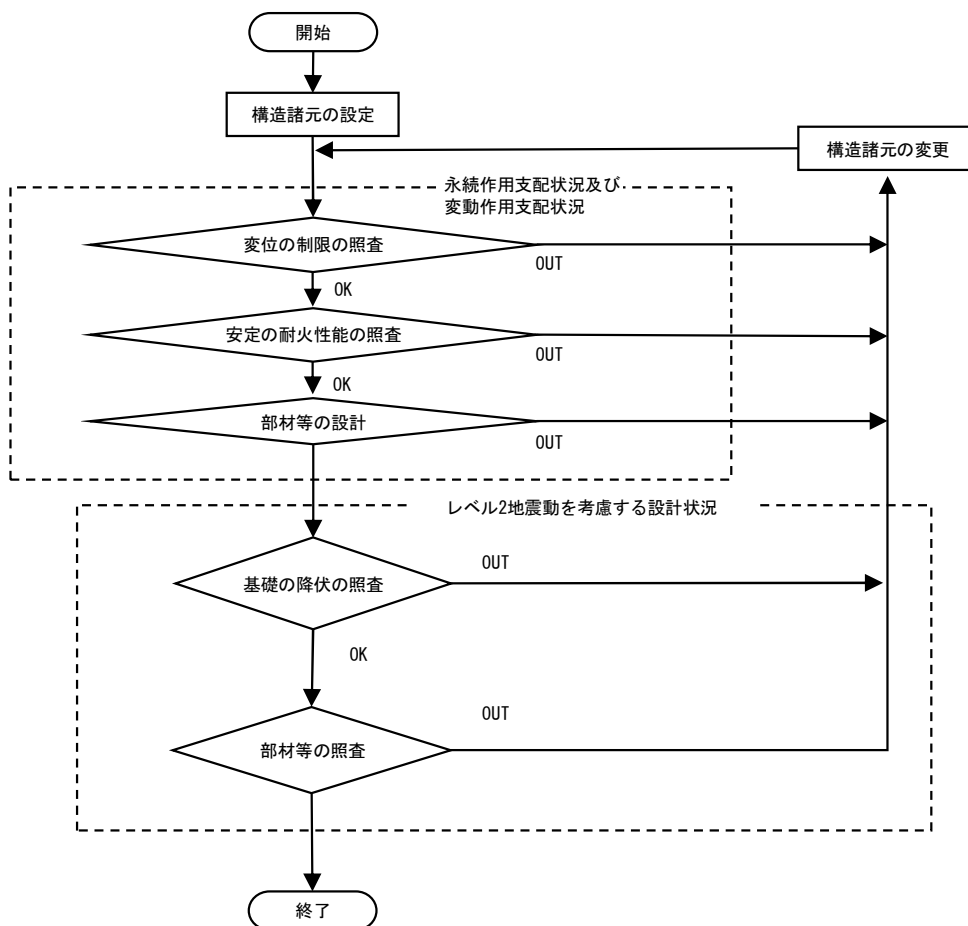 開始
構造諸元の設定
構造諸元の変更
永続作用支配状況及び
変動作用支配状況
変位の制限の照査
OUT
OK
安定の耐火性能の照査
OUT
OK
部材等の設計
OUT
レベル2地震動を考慮する設計状況
基礎の降伏の照査
OUT
OK
部材等の照査
OUT
終了